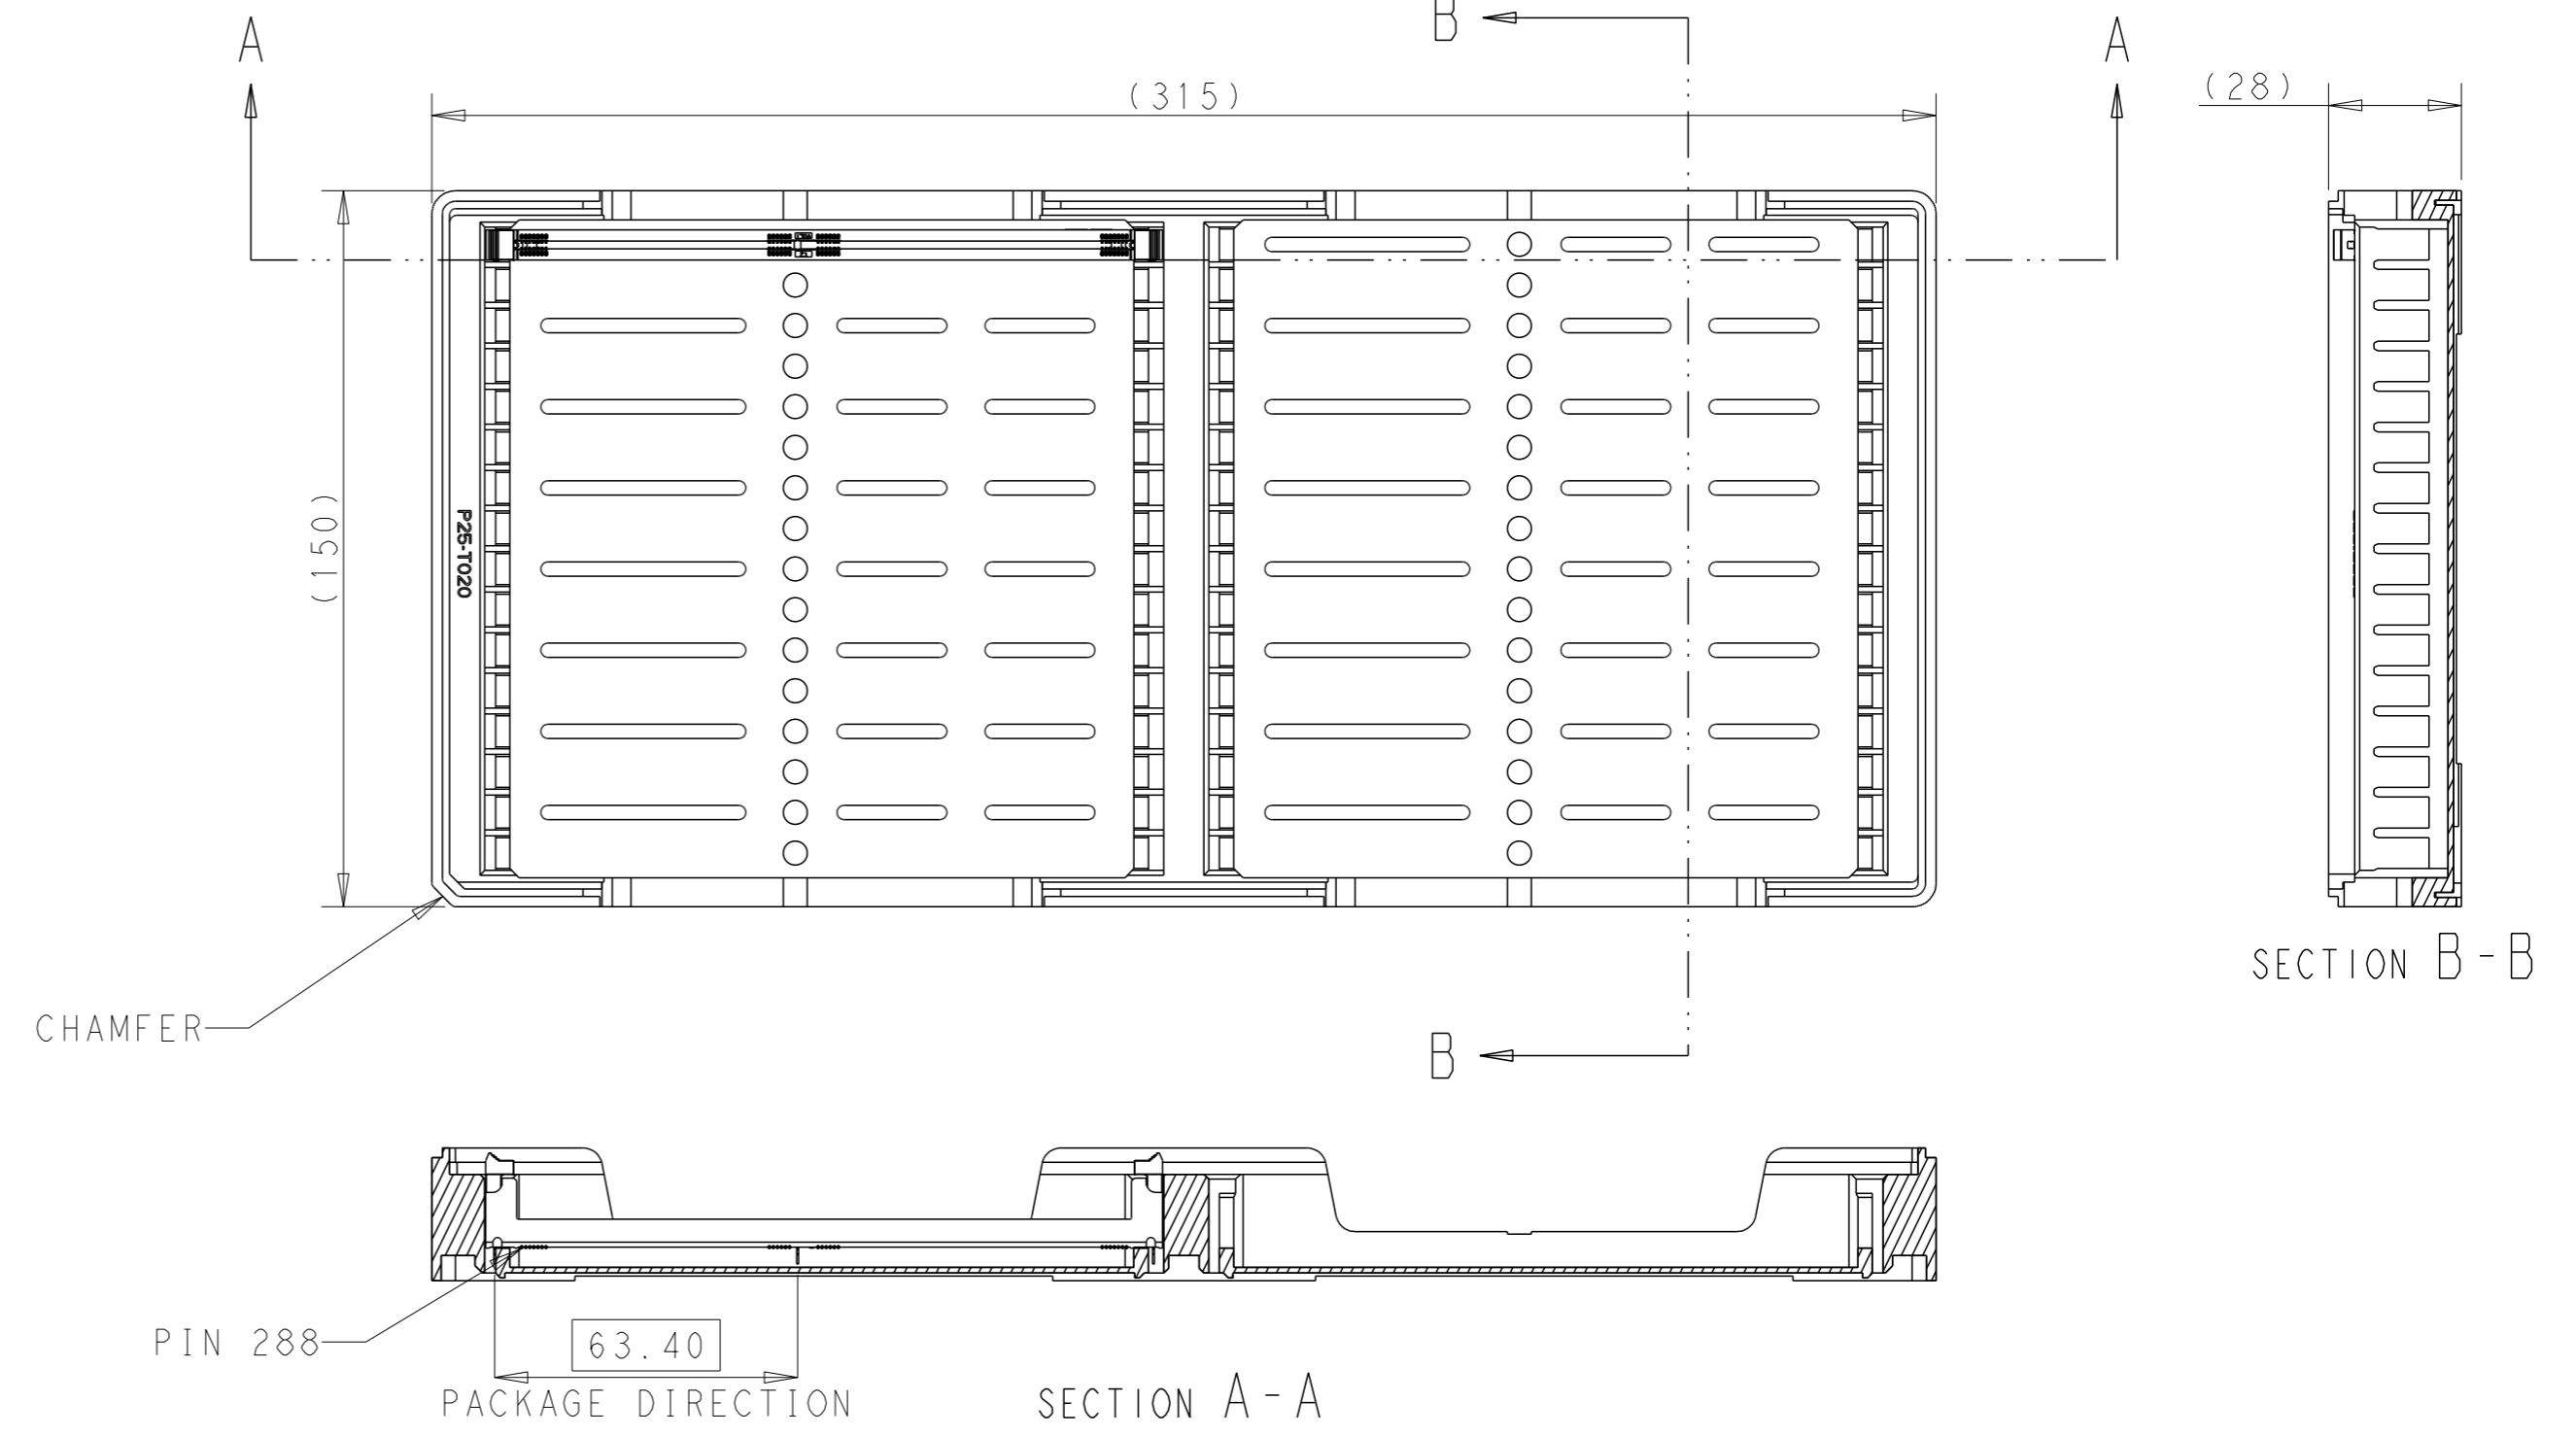 B
A
A
(315)
(28)
(150)
P25-T020
SECTION B-B
CHAMFER
B
PIN 288
63.40
PACKAGE DIRECTION
SECTION A-A